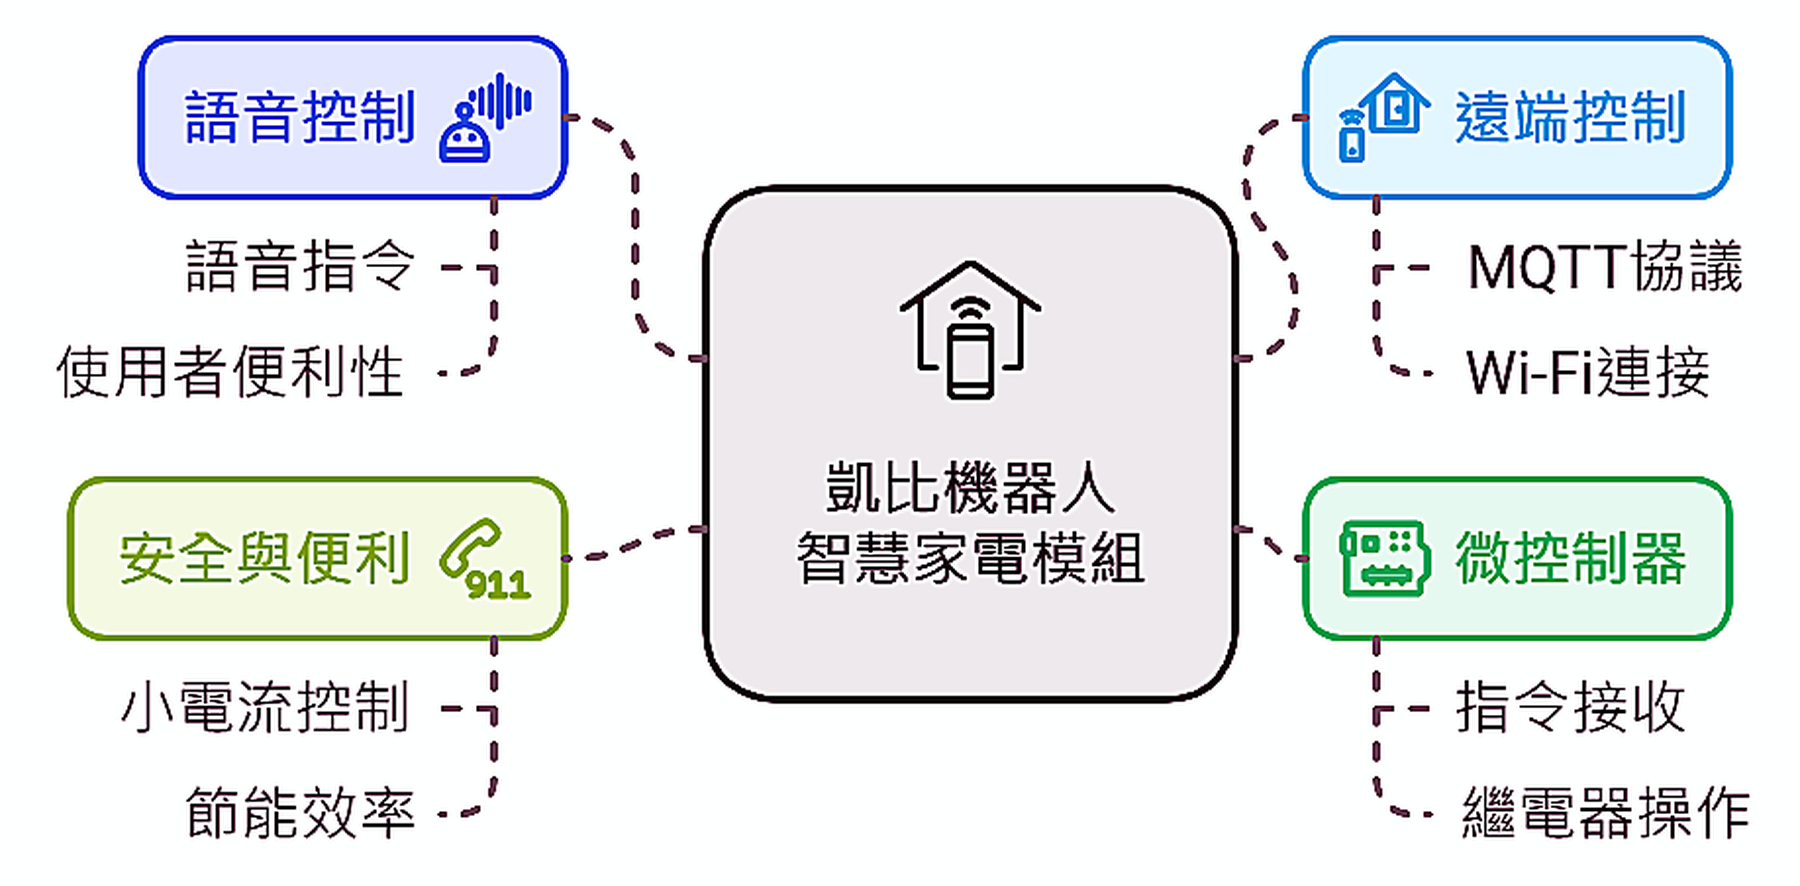 語音控制
語音指令
使用者便利性
安全與便利
911
小電流控制
節能效率
凱比機器人
智慧家電模組
遠端控制
MQTT協議
Wi-Fi連接
微控制器
指令接收
繼電器操作